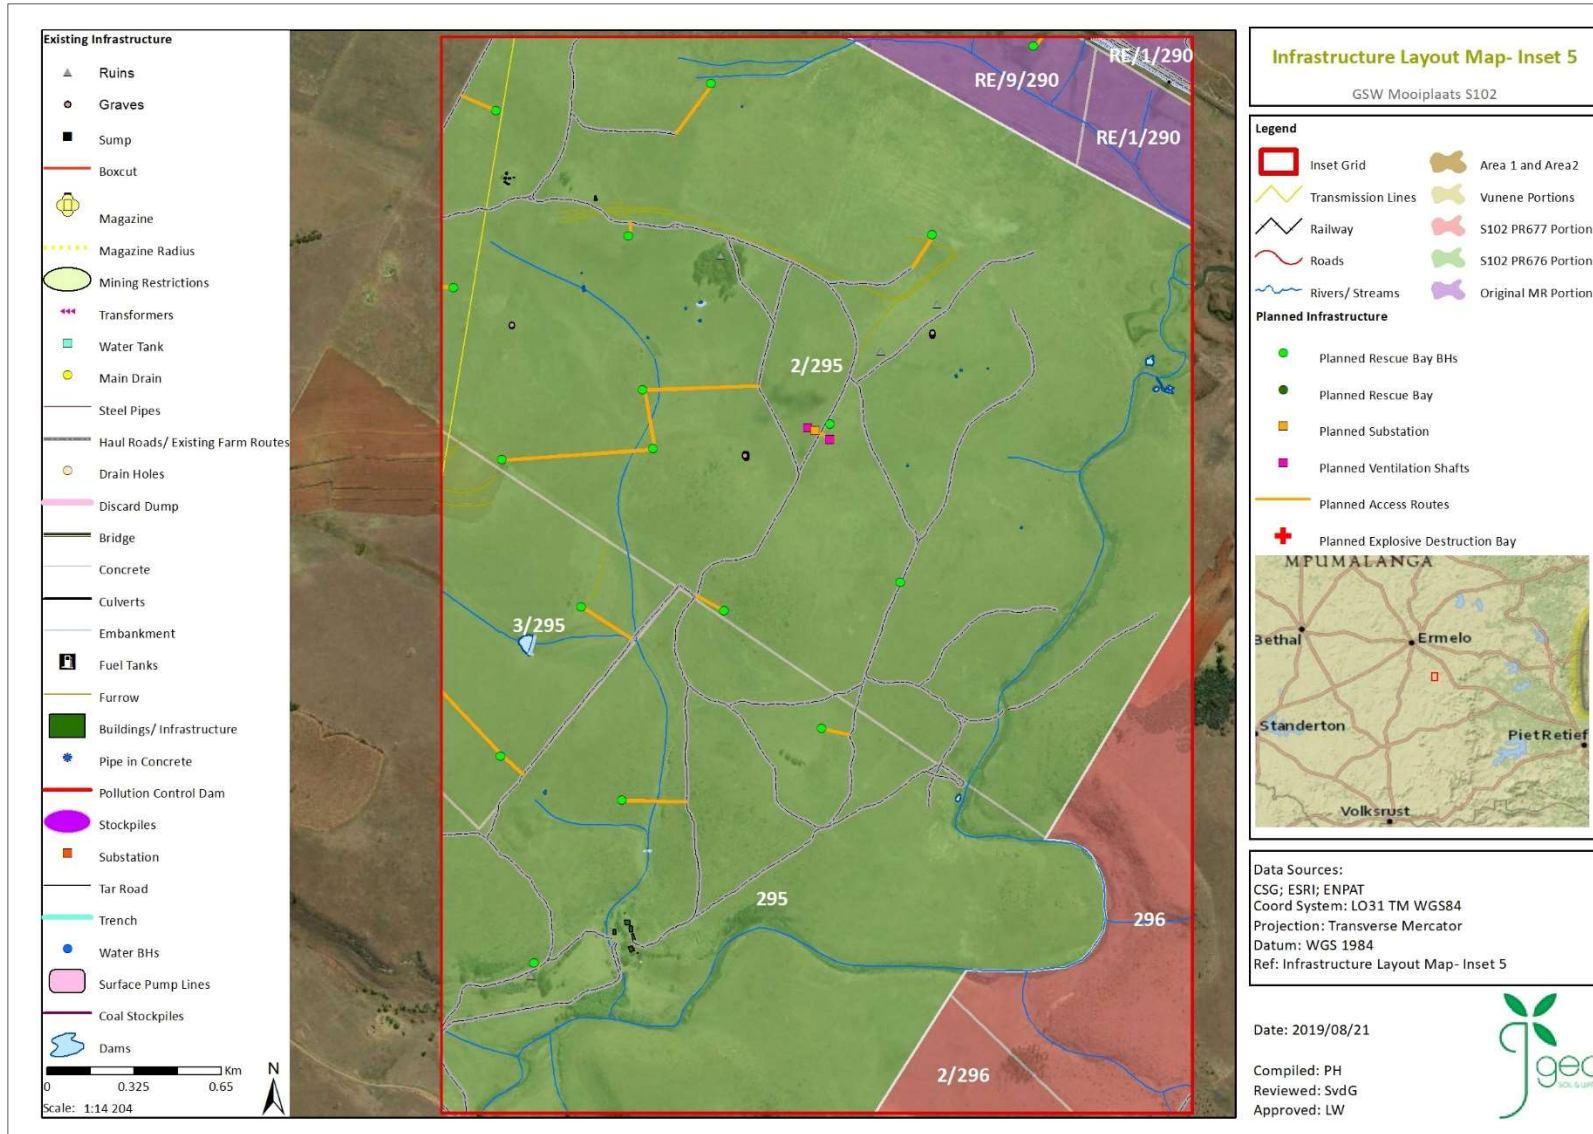 Existing Infrastructure
Ruins
Graves
Sump
Boxcut
Magazine
Magazine Radius
Mining Restrictions
Transformers
Water Tank
Main Drain
Steel Pipes
Haul Roads/ Existing Farm Routes
Drain Holes
Discard Dump
Bridge
Concrete
Culverts
Embankment
Fuel Tanks
Furrow
Buildings/ Infrastructure
Pipe in Concrete
Pollution Control Dam
Stockpiles
Substation
Tar Road
Trench
Water BHs
Surface Pump Lines
Coal Stockpiles
Dams
Km
0 0.325 0.65
Scale: 1:14 204
N
RE/1/290
RE/9/290
RE/1/290
2/295
3/295
295
296
2/296
Infrastructure Layout Map- Inset 5
GSW Mooiplaats S102
Legend
Inset Grid
Transmission Lines
Railway
Roads
Rivers/ Streams
Area 1 and Area2
Vunene Portions
S102 PR677 Portion
S102 PR676 Portion
Original MR Portion
Planned Infrastructure
Planned Rescue Bay BHs
Planned Rescue Bay
Planned Substation
Planned Ventilation Shafts
Planned Access Routes
Planned Explosive Destruction Bay
MPUMALANGA
Bethal
Ermelo
Standerton
Piet Retief
Volksrust
Data Sources:
CSG; ESRI; ENPAT
Coord System: LO31 TM WGS84
Projection: Transverse Mercator
Datum: WGS 1984
Ref: Infrastructure Layout Map- Inset 5
Date: 2019/08/21
Compiled: PH
Reviewed: SvdG
Approved: LW
geo